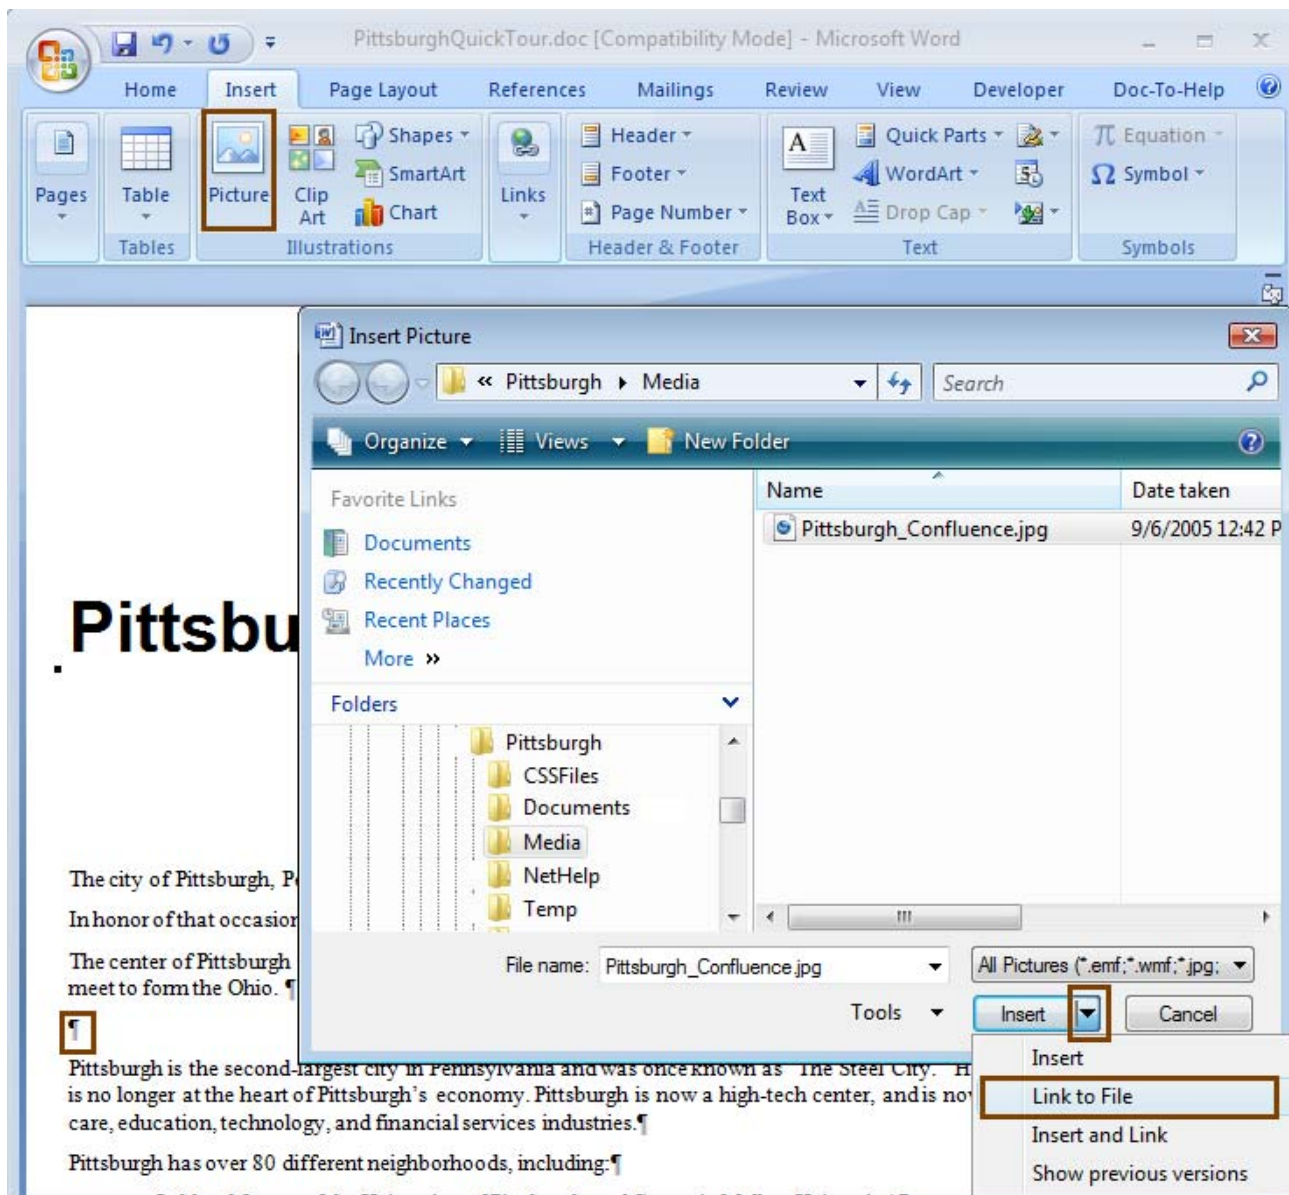 PittsburghQuickTour.doc [Compatibility Mode] - Microsoft Word
Home Insert Page Layout References Mailings Review View Developer Doc-To-Help
Pages Table Picture Clip Art Shapes SmartArt Chart Links Header Footer Page Number Text Box Quick Parts WordArt Drop Cap Equation Symbol
Tables Illustrations Header & Footer Text Symbols
Insert Picture
« Pittsburgh Media Search
Organize Views New Folder
Favorite Links
Name Date taken
Pittsburgh_Confluence.jpg 9/6/2005 12:42 P
Documents
Recently Changed
Recent Places
More »
Folders
Pittsburgh
CSSFiles
Documents
Media
NetHelp
Temp
File name: Pittsburgh_Confluence.jpg All Pictures (*.emf;*.wmf;*.jpg;
Tools Insert Cancel
Insert
Link to File
Insert and Link
Show previous versions
Pittsbu
The city of Pittsburgh, P
In honor of that occasion
The center of Pittsburgh
meet to form the Ohio. ¶
¶
Pittsburgh is the second-largest city in Pennsylvania and was once known as "The Steel City." H
is no longer at the heart of Pittsburgh's economy. Pittsburgh is now a high-tech center, and is no
care, education, technology, and financial services industries.¶
Pittsburgh has over 80 different neighborhoods, including:¶